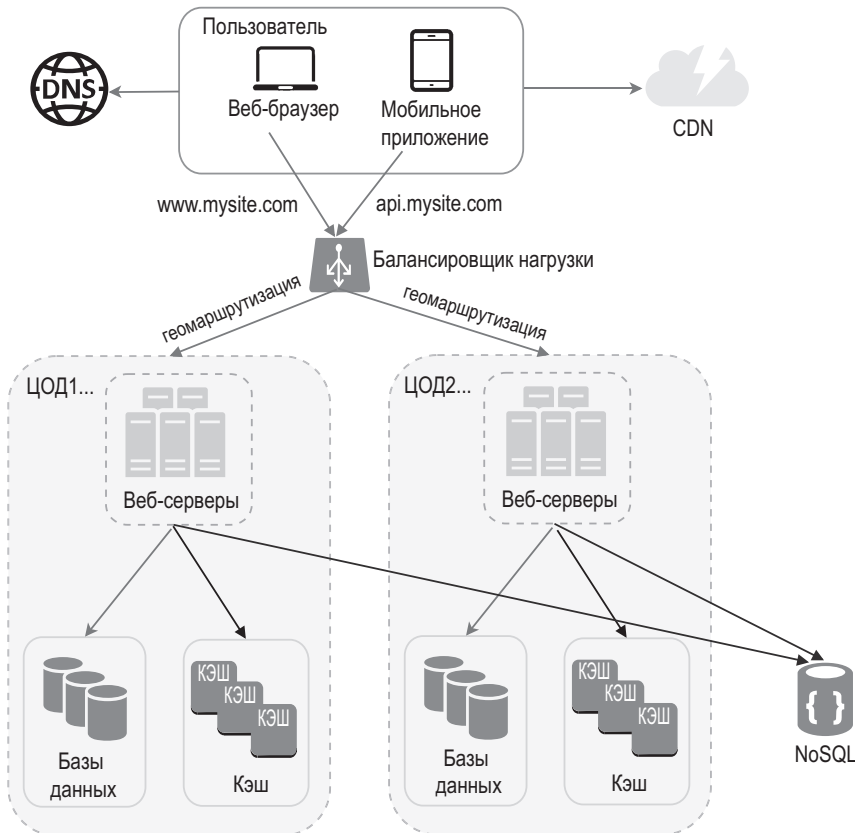 Пользователь
DNS
Веб-браузер
Мобильное
приложение
CDN
www.mysite.com
api.mysite.com
Балансировщик нагрузки
геомаршрутизация
геомаршрутизация
ЦОД1...
ЦОД2...
Веб-серверы
Веб-серверы
КЭШ
КЭШ
КЭШ
КЭШ
КЭШ
КЭШ
{ }
Базы
данных
Кэш
Базы
данных
Кэш
NoSQL